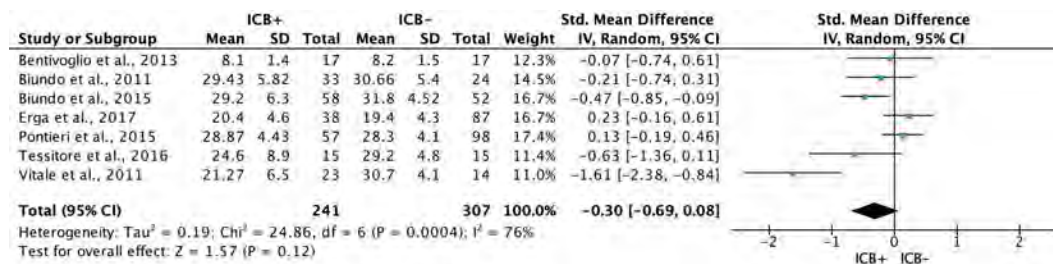 ICB+ ICB- Std. Mean Difference Std. Mean Difference
Study or Subgroup Mean SD Total Mean SD Total Weight IV, Random, 95% CI IV, Random, 95% CI
Bentivoglio et al., 2013 8.1 1.4 17 8.2 1.5 17 12.3% -0.07 [-0.74, 0.61]
Biundo et al., 2011 29.43 5.82 33 30.66 5.4 24 14.5% -0.21 [-0.74, 0.31]
Biundo et al., 2015 29.2 6.3 58 31.8 4.52 52 16.7% -0.47 [-0.85, -0.09]
Erga et al., 2017 20.4 4.6 38 19.4 4.3 87 16.7% 0.23 [-0.16, 0.61]
Pontieri et al., 2015 28.87 4.43 57 28.3 4.1 98 17.4% 0.13 [-0.19, 0.46]
Tessitore et al., 2016 24.6 8.9 15 29.2 4.8 15 11.4% -0.63 [-1.36, 0.11]
Vitale et al., 2011 21.27 6.5 23 30.7 4.1 14 11.0% -1.61 [-2.38, -0.84]
Total (95% CI) 241 307 100.0% -0.30 [-0.69, 0.08]
Heterogeneity: Tau² = 0.19; Chi² = 24.86, df = 6 (P = 0.0004); I² = 76%
Test for overall effect: Z = 1.57 (P = 0.12)
-2 -1 0 1 2
ICB+ ICB-